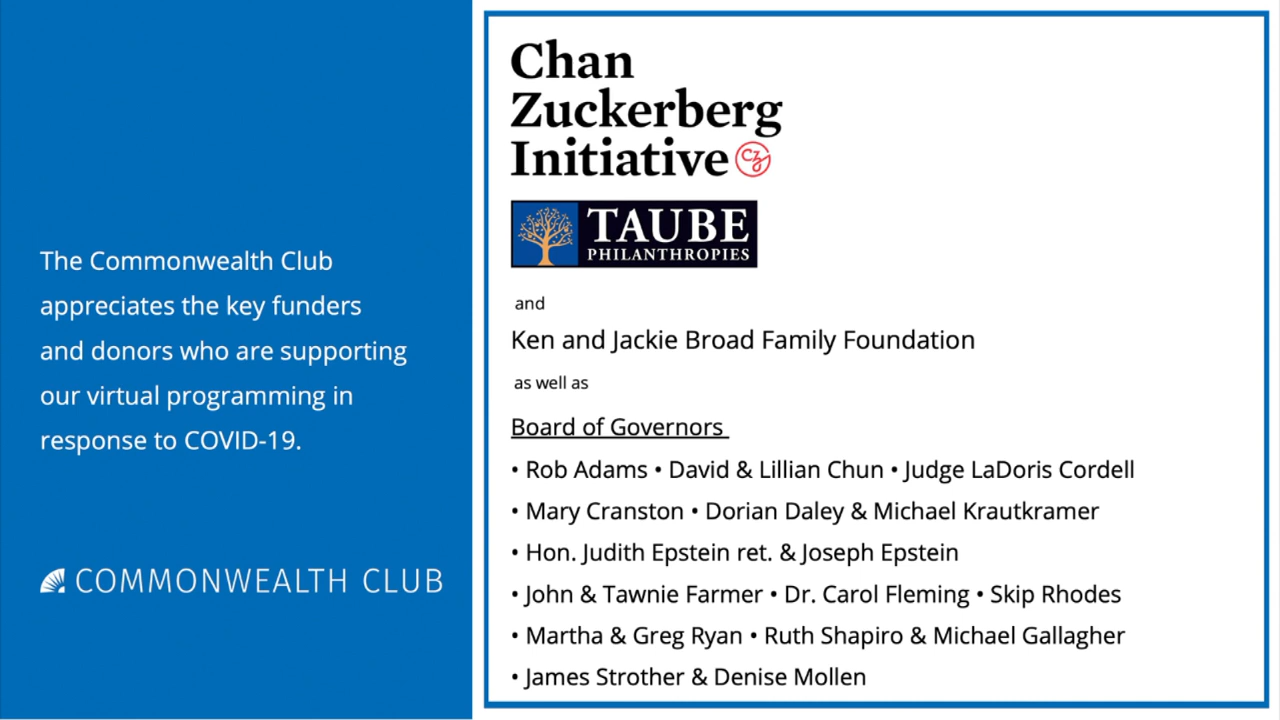 The Commonwealth Club
appreciates the key funders
and donors who are supporting
our virtual programming in
response to COVID-19.
COMMONWEALTH CLUB
Chan
Zuckerberg
Initiative
CZI
TAUBE
PHILANTHROPIES
and
Ken and Jackie Broad Family Foundation
as well as
Board of Governors
• Rob Adams • David & Lillian Chun • Judge LaDoris Cordell
• Mary Cranston • Dorian Daley & Michael Krautkramer
• Hon. Judith Epstein ret. & Joseph Epstein
• John & Tawnie Farmer • Dr. Carol Fleming • Skip Rhodes
• Martha & Greg Ryan • Ruth Shapiro & Michael Gallagher
• James Strother & Denise Mollen